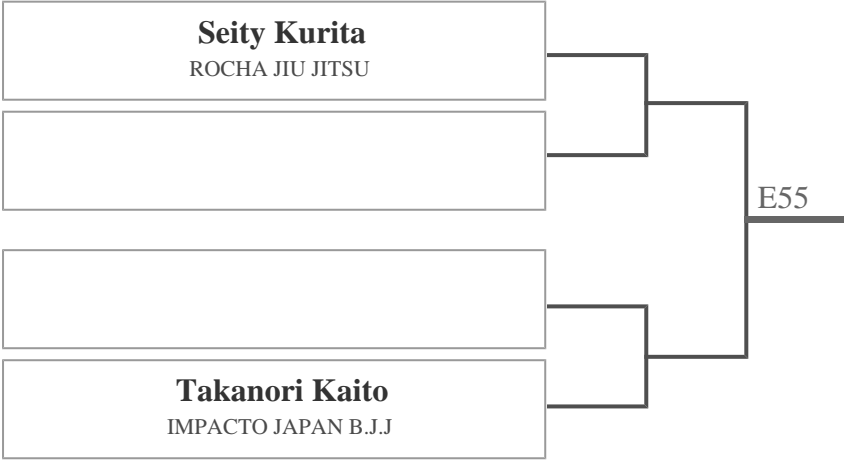 Seity Kurita
ROCHA JIU JITSU
E55
Takanori Kaito
IMPACTO JAPAN B.J.J